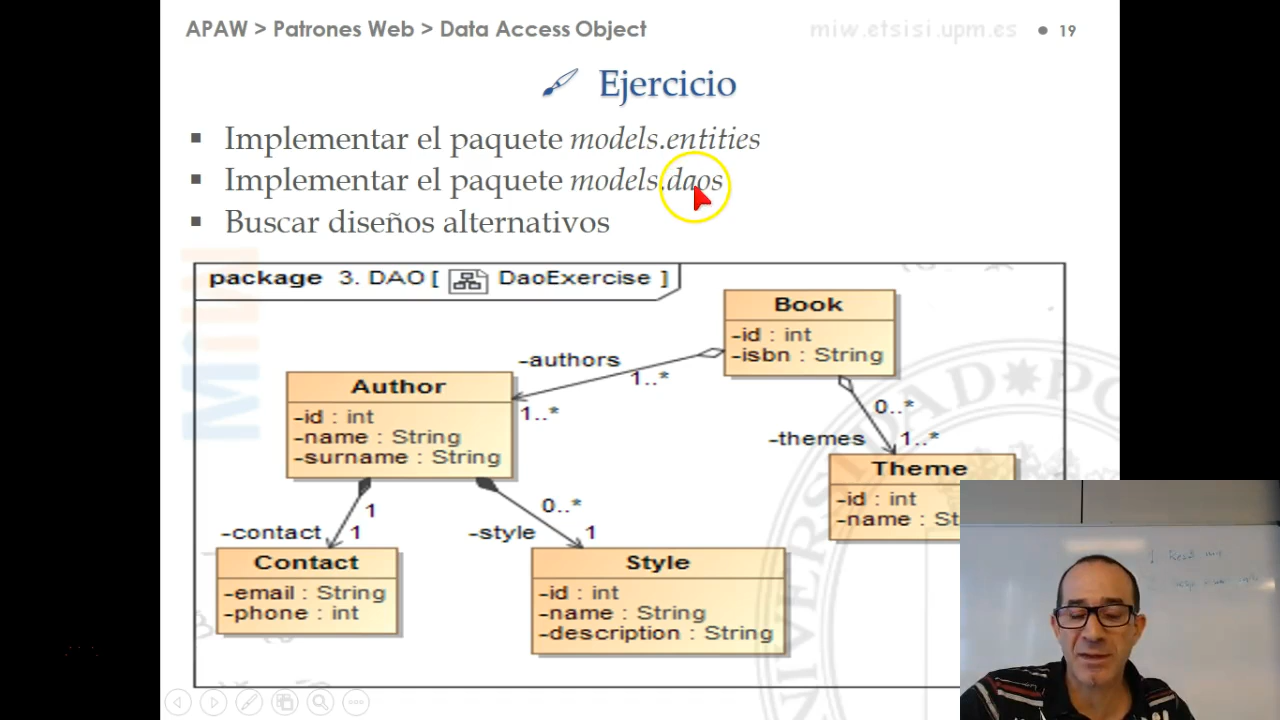 APAW > Patrones Web > Data Access Object
miw.etsisi.upm.es
19
Ejercicio
▪ Implementar el paquete models.entities
▪ Implementar el paquete models.daos
▪ Buscar diseños alternativos
package 3. DAO [ DaoExercise ]
Book
-id : int
-isbn : String
-authors
1..*
1..*
Author
-id : int
-name : String
-surname : String
0..*
-themes
1..*
Theme
-id : int
-name : St
1
-contact
1
0..*
-style
1
Contact
-email : String
-phone : int
Style
-id : int
-name : String
-description : String